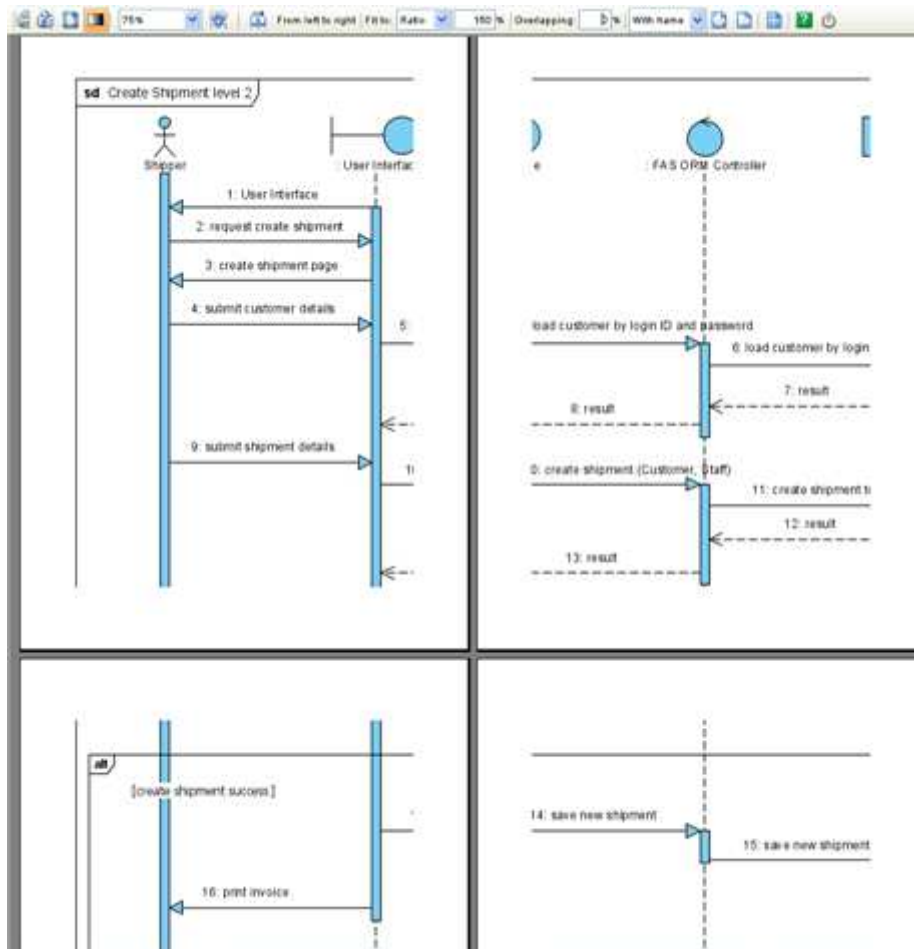 75% From left to right Fit to: Ratio 150 % Overlapping 0 % With frame
sd Create Shipment level 2
Shipper
User Interfac
e
: FAS ORM Controller
1: User Interface
2: request create shipment
3: create shipment page
4: submit customer details
5:
load customer by login ID and password
6: load customer by login
7: result
8: result
9: submit shipment details
10
0: create shipment (Customer, Staff)
11: create shipment t
12: result
13: result
alt
[create shipment success]
14: save new shipment
15: save new shipment
16: print invoice